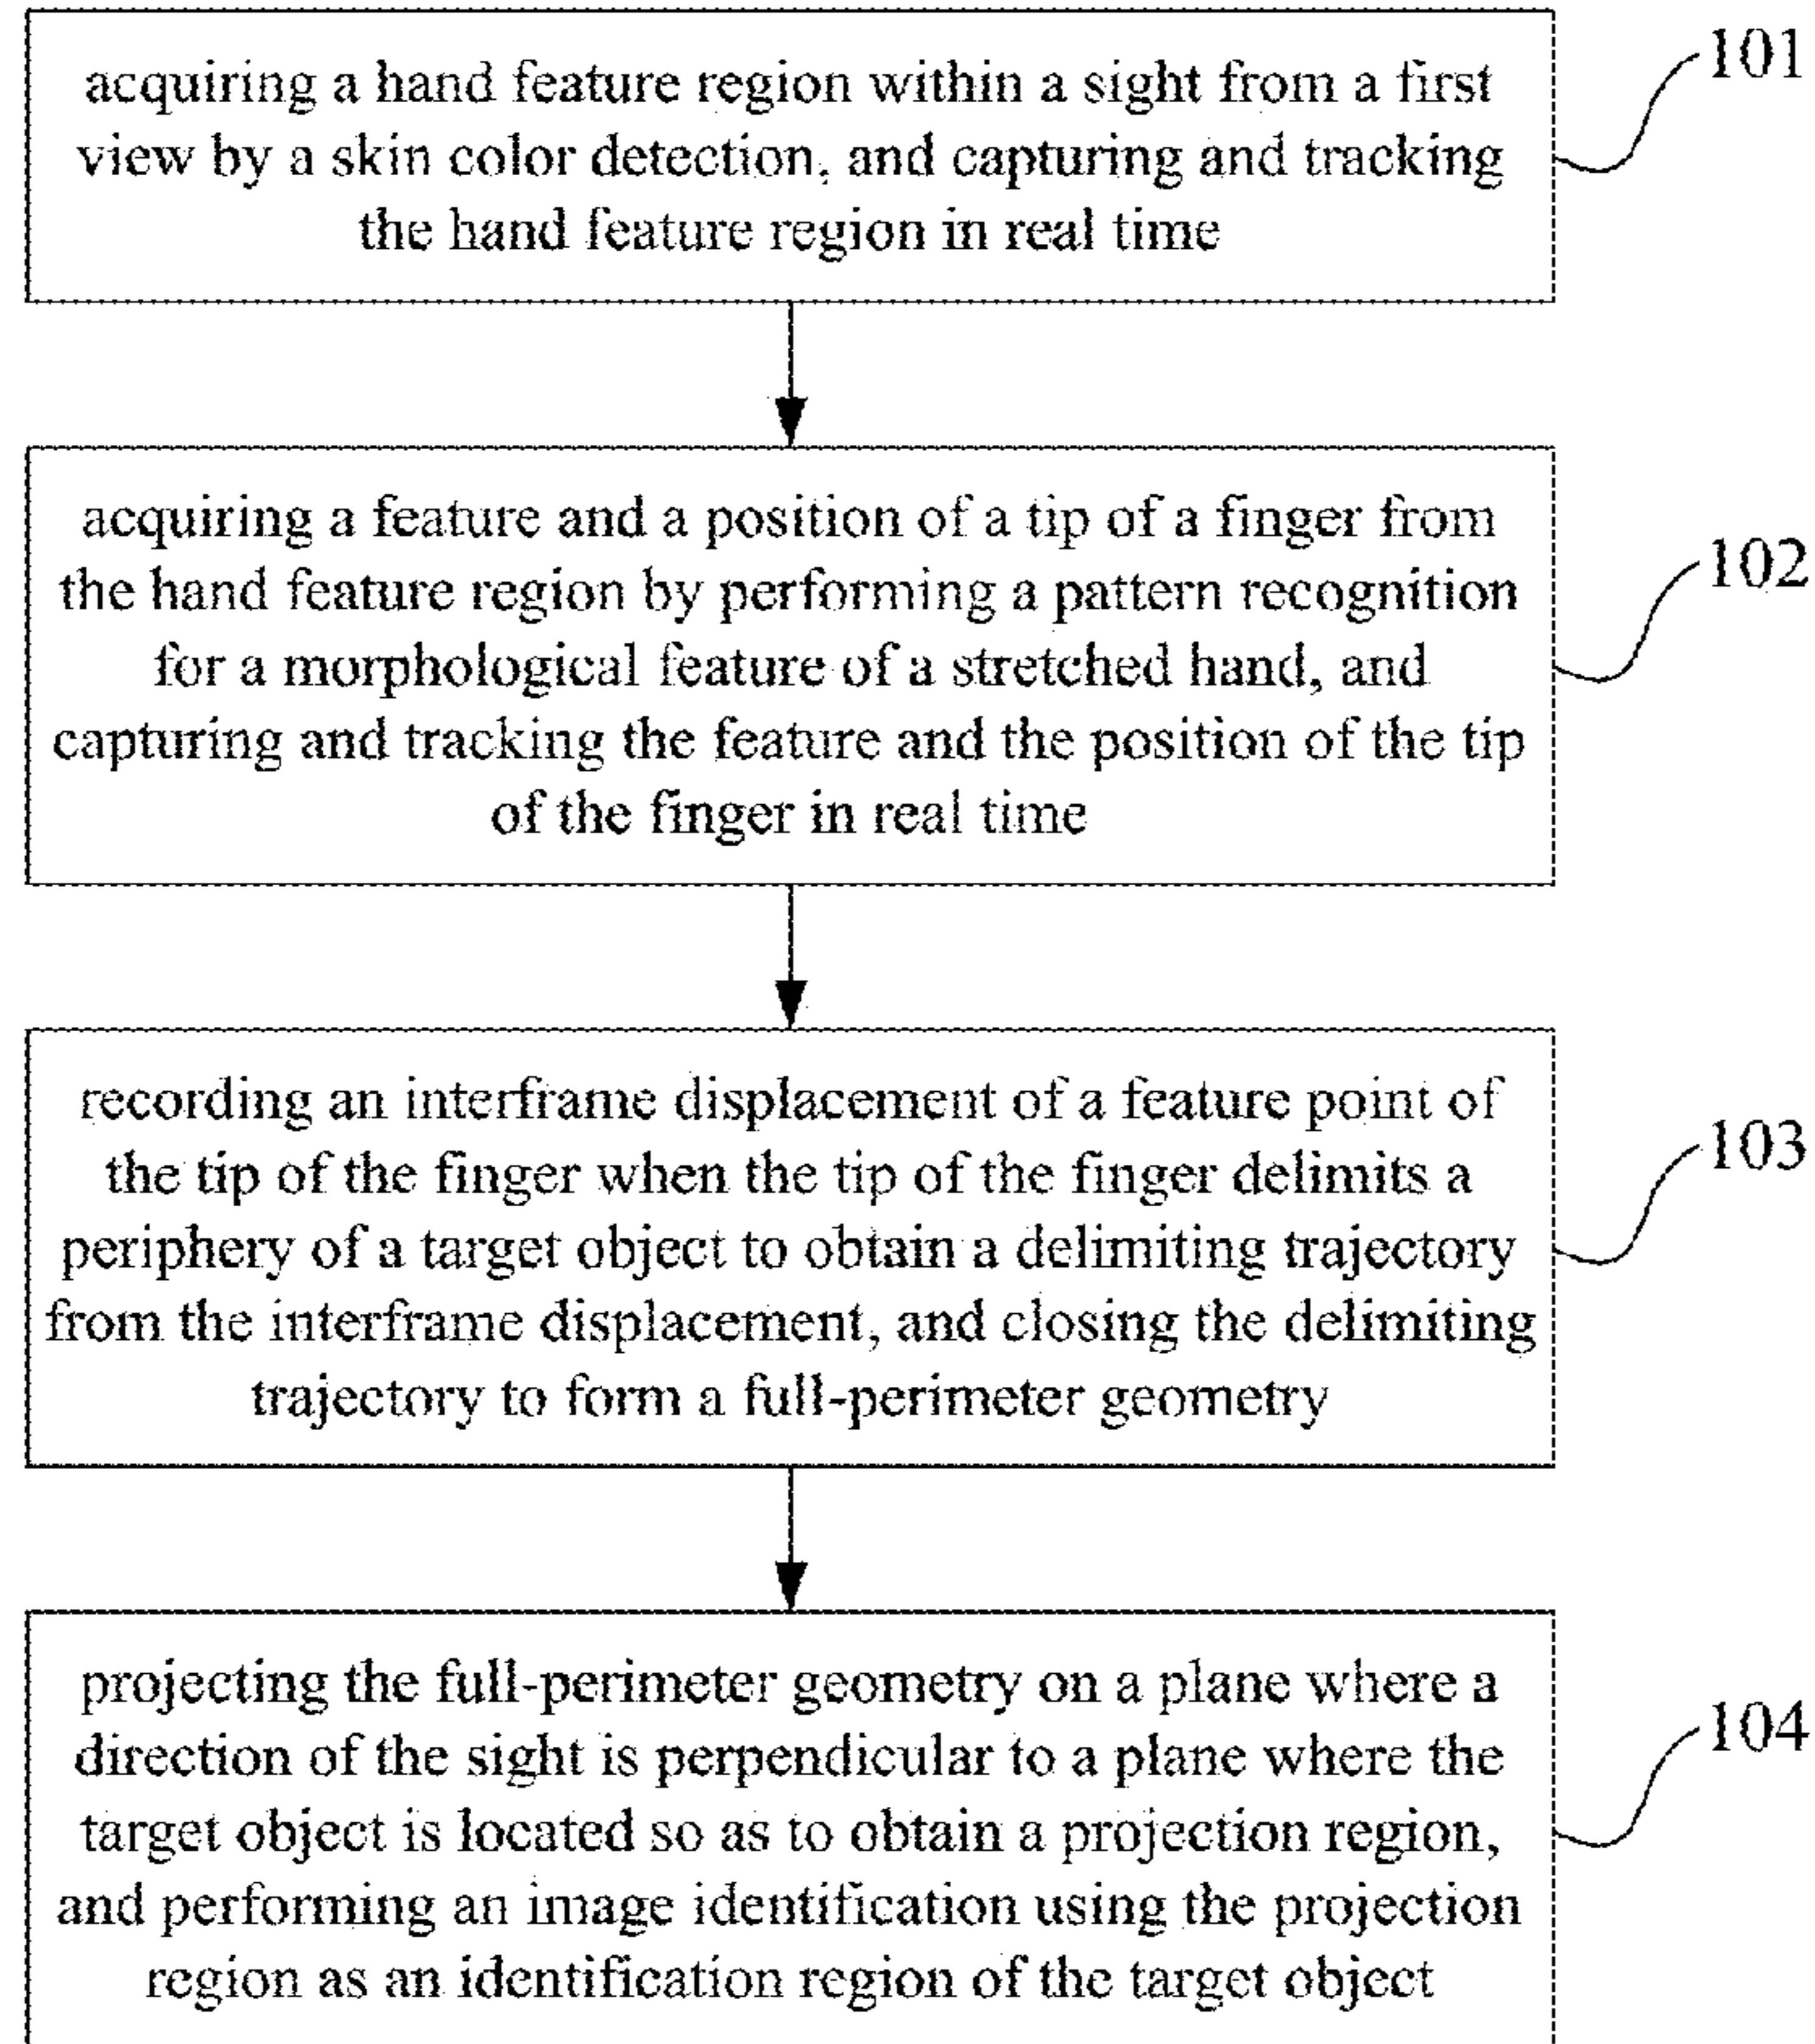 acquiring a hand feature region within a sight from a first
view by a skin color detection, and capturing and tracking
the hand feature region in real time
101
acquiring a feature and a position of a tip of a finger from
the hand feature region by performing a pattern recognition
for a morphological feature of a stretched hand, and
capturing and tracking the feature and the position of the tip
of the finger in real time
102
recording an interframe displacement of a feature point of
the tip of the finger when the tip of the finger delimits a
periphery of a target object to obtain a delimiting trajectory
from the interframe displacement, and closing the delimiting
trajectory to form a full-perimeter geometry
103
projecting the full-perimeter geometry on a plane where a
direction of the sight is perpendicular to a plane where the
target object is located so as to obtain a projection region,
and performing an image identification using the projection
region as an identification region of the target object
104